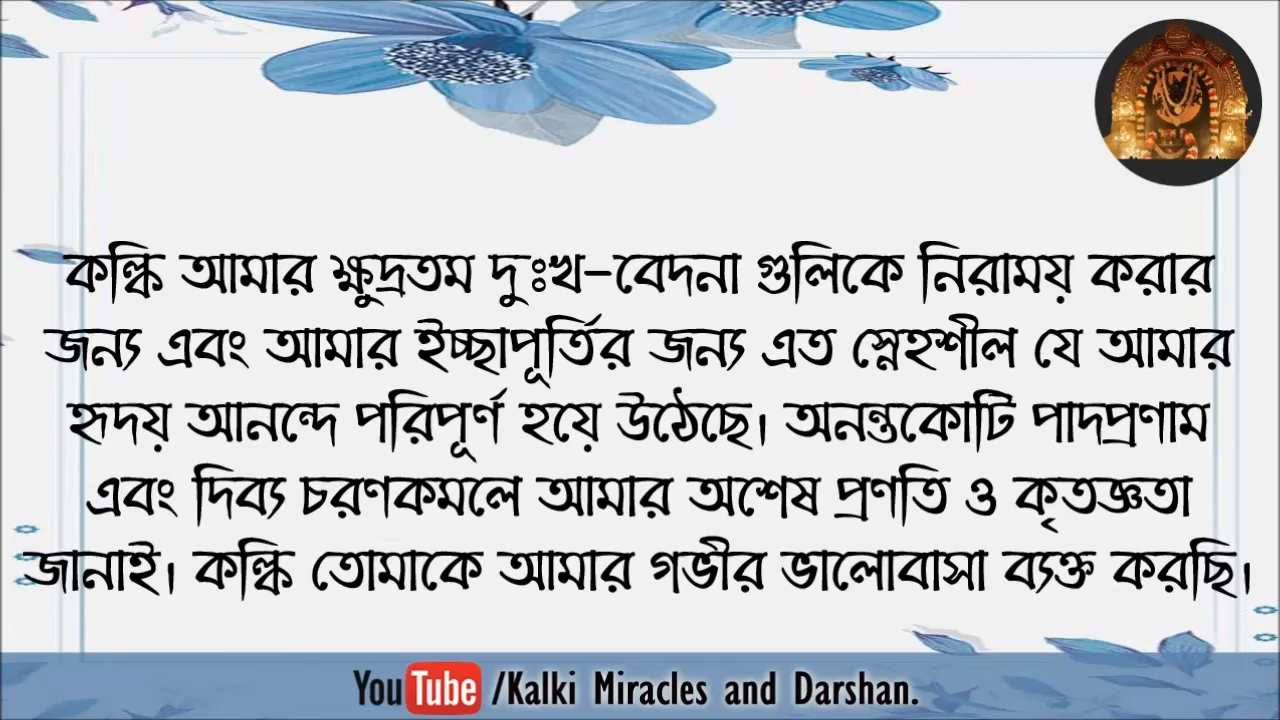 কল্কি আমার ক্ষুদ্রতম দুঃখ-বেদনা গুলিকে নিরাময় করার
জন্য এবং আমার ইচ্ছাপূর্তির জন্য এত স্নেহশীল যে আমার
হৃদয় আনন্দে পরিপূর্ণ হয়ে উঠেছে। অনন্তকোটি পাদপ্রণাম
এবং দিব্য চরণকমলে আমার অশেষ প্রণতি ও কৃতজ্ঞতা
জানাই। কল্কি তোমাকে আমার গভীর ভালোবাসা ব্যক্ত করছি।
YouTube /Kalki Miracles and Darshan.